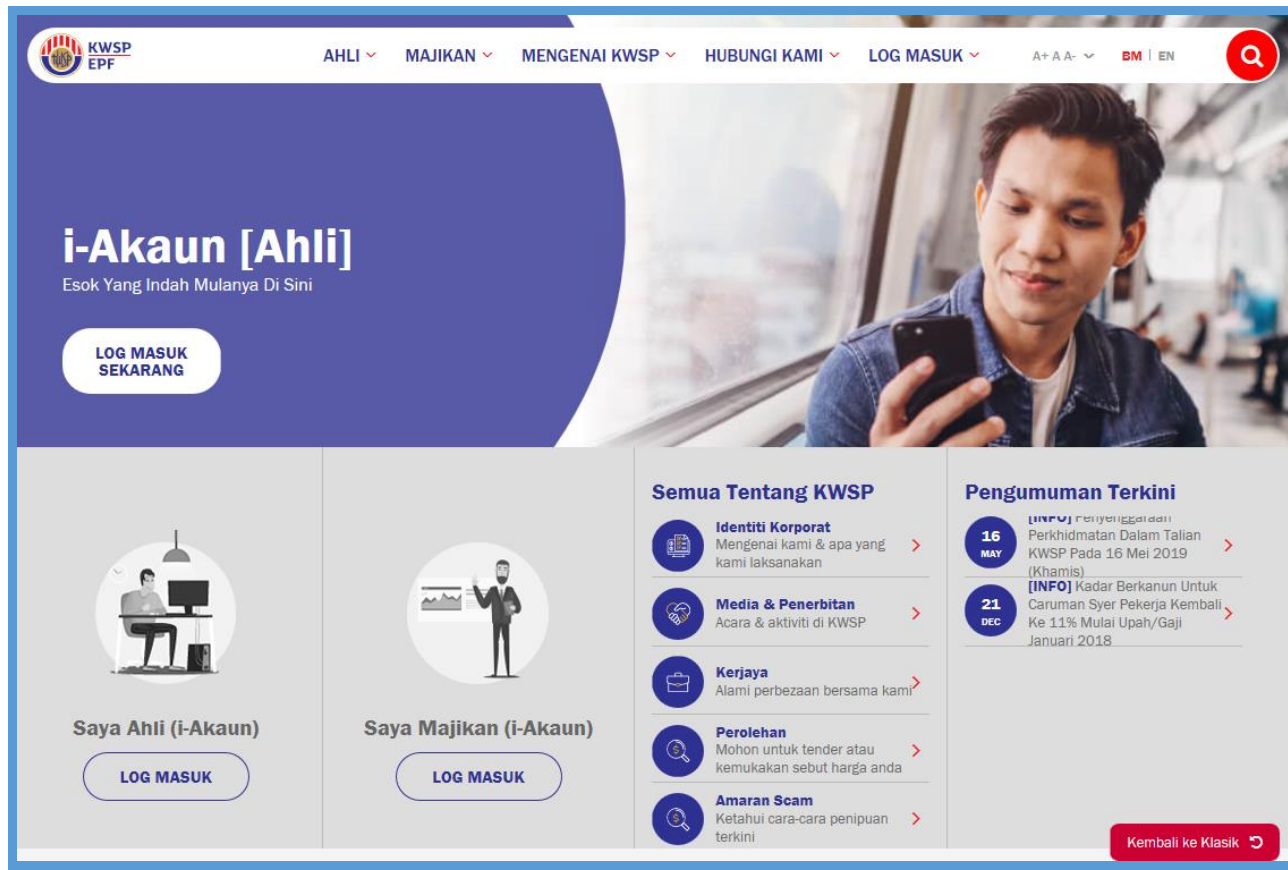 KWSP
EPF
AHLI
MAJIKAN
MENGENAI KWSP
HUBUNGI KAMI
LOG MASUK
A+ A A-
BM | EN
i-Akaun [Ahli]
Esok Yang Indah Mulanya Di Sini
LOG MASUK
SEKARANG
Saya Ahli (i-Akaun)
LOG MASUK
Saya Majikan (i-Akaun)
LOG MASUK
Semua Tentang KWSP
Identiti Korporat
Mengenai kami & apa yang
kami laksanakan
Media & Penerbitan
Acara & aktiviti di KWSP
Kerjaya
Alami perbezaan bersama kami
Perolehan
Mohon untuk tender atau
kemukakan sebut harga anda
Amaran Scam
Ketahui cara-cara penipuan
terkini
Pengumuman Terkini
16
MAY
[INFO] Penyenggaraan
Perkhidmatan Dalam Talian
KWSP Pada 16 Mei 2019
(Khamis)
21
DEC
[INFO] Kadar Berkanun Untuk
Caruman Syer Pekerja Kembali
Ke 11% Mulai Upah/Gaji
Januari 2018
Kembali ke Klasik